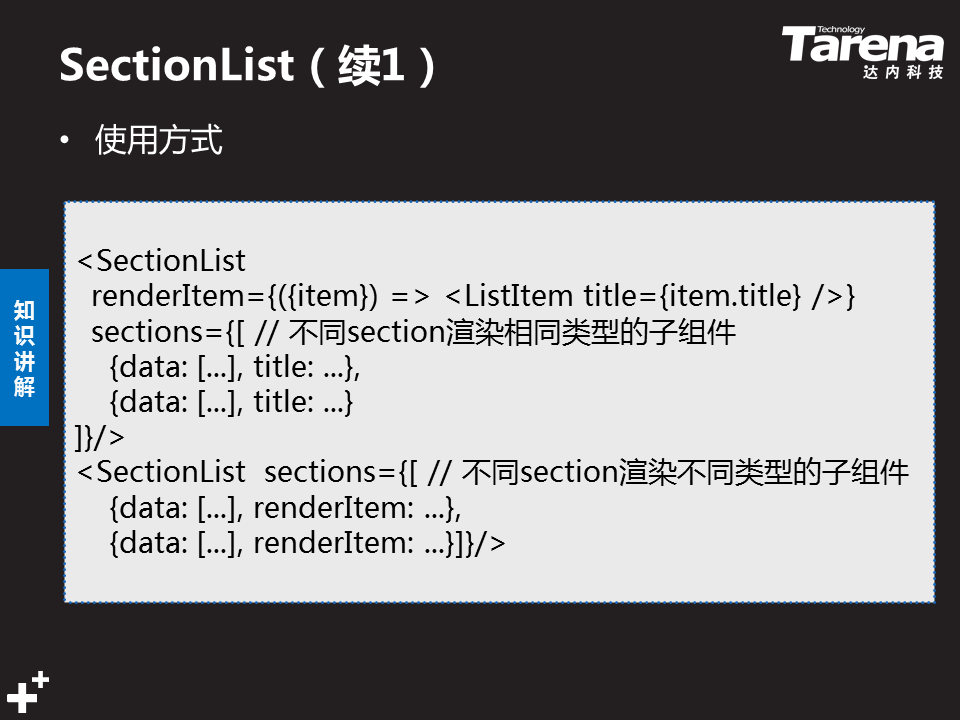 SectionList（续1）
Technology
Tarena
达内科技
• 使用方式
知识讲解
<SectionList
renderItem={({item}) => <ListItem title={item.title} />}
sections={[ // 不同section渲染相同类型的子组件
{data: [...], title: ...},
{data: [...], title: ...}
]}/>
<SectionList  sections={[ // 不同section渲染不同类型的子组件
{data: [...], renderItem: ...},
{data: [...], renderItem: ...}]}/>